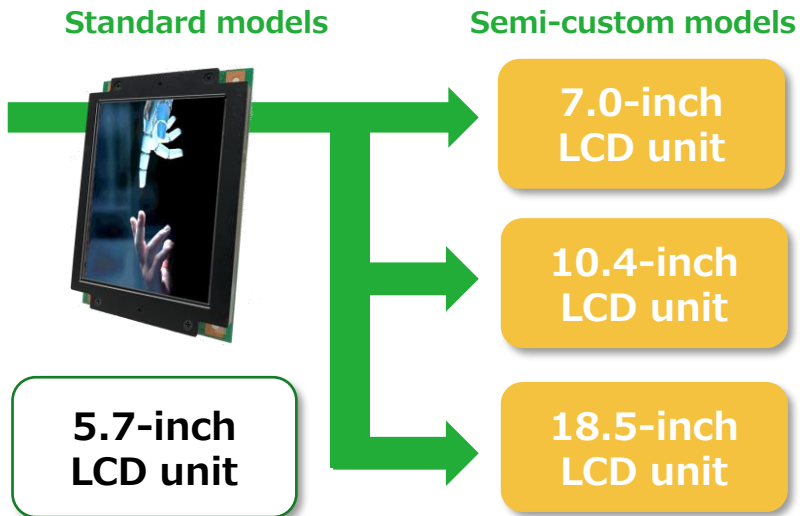 Standard models
Semi-custom models
7.0-inch
LCD unit
10.4-inch
LCD unit
5.7-inch
LCD unit
18.5-inch
LCD unit